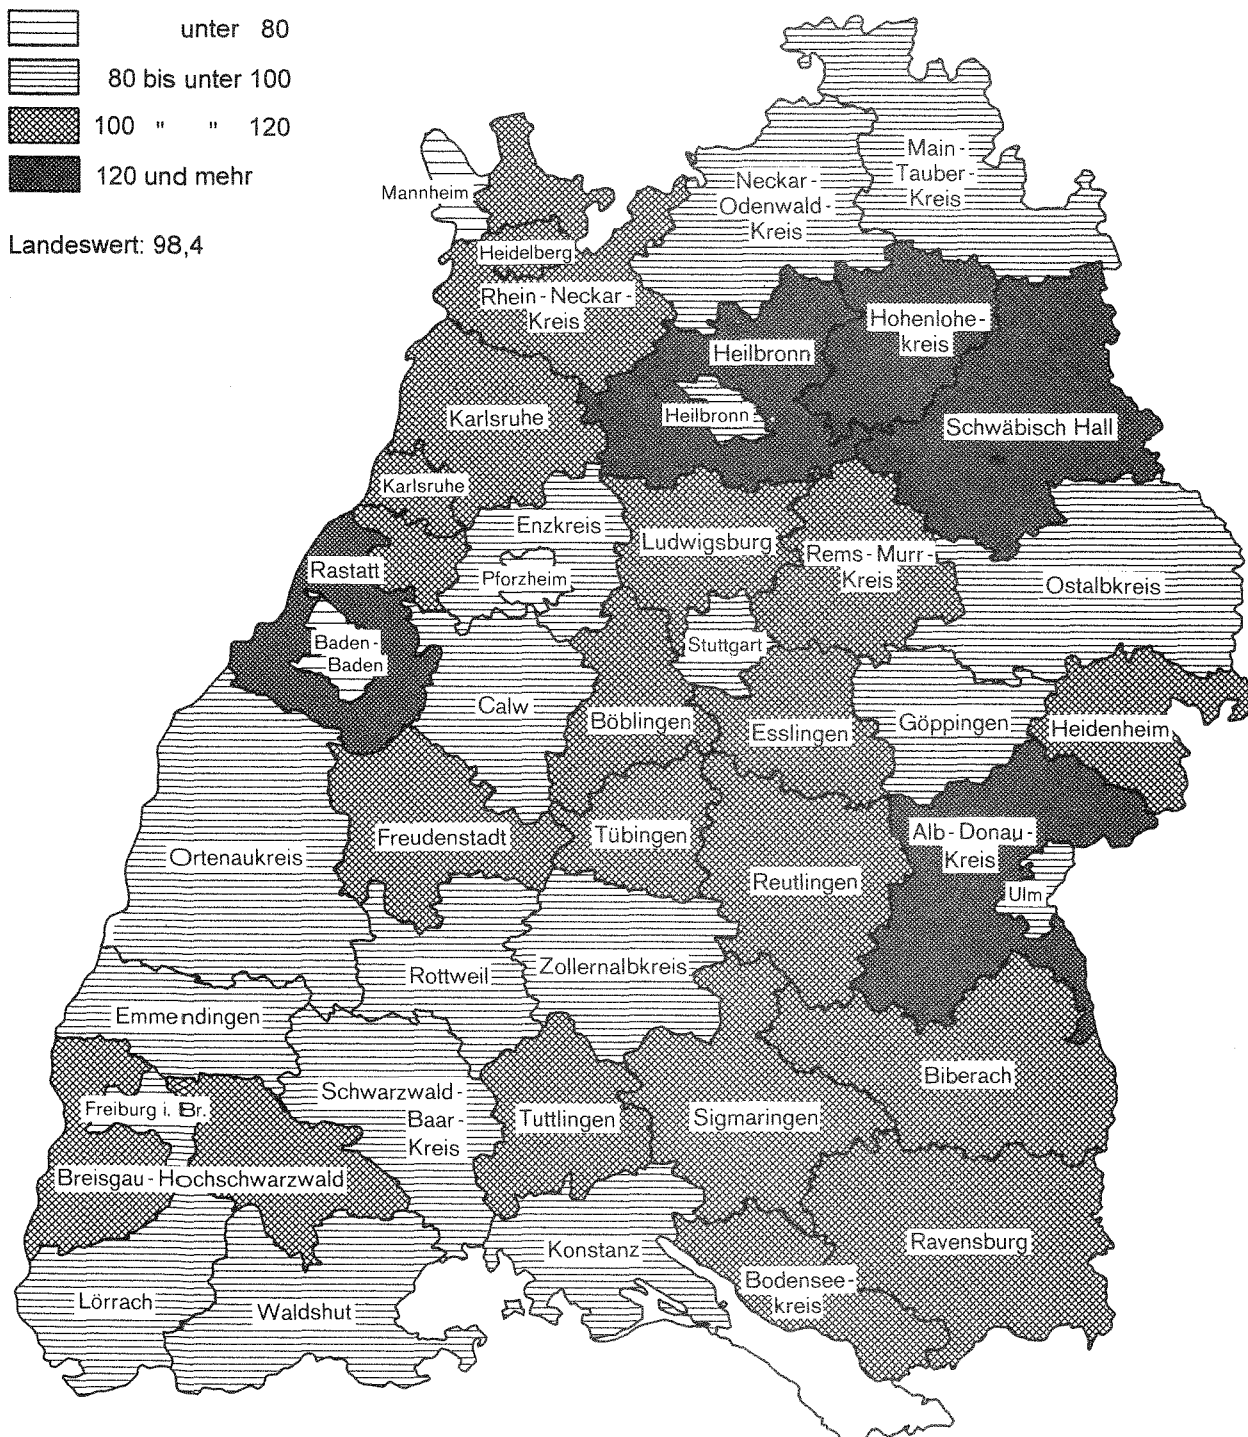 unter 80
80 bis unter 100
100 " " 120
120 und mehr
Landeswert: 98,4
Main-
Tauber-
Kreis
Neckar-
Odenwald-
Kreis
Mannheim
Heidelberg
Rhein-Neckar-
Kreis
Hohenlohe-
kreis
Heilbronn
Heilbronn
Karlsruhe
Schwäbisch Hall
Karlsruhe
Enzkreis
Ludwigsburg
Rems-Murr-
Kreis
Rastatt
Pforzheim
Ostalbkreis
Baden-
Baden
Stuttgart
Calw
Böblingen
Esslingen
Göppingen
Heidenheim
Freudenstadt
Tübingen
Alb-Donau-
Kreis
Ortenaukreis
Reutlingen
Ulm
Rottweil
Zollernalbkreis
Emmendingen
Schwarzwald-
Baar-
Kreis
Biberach
Freiburg i. Br.
Tuttlingen
Sigmaringen
Breisgau-Hochschwarzwald
Konstanz
Ravensburg
Bodensee-
kreis
Lörrach
Waldshut